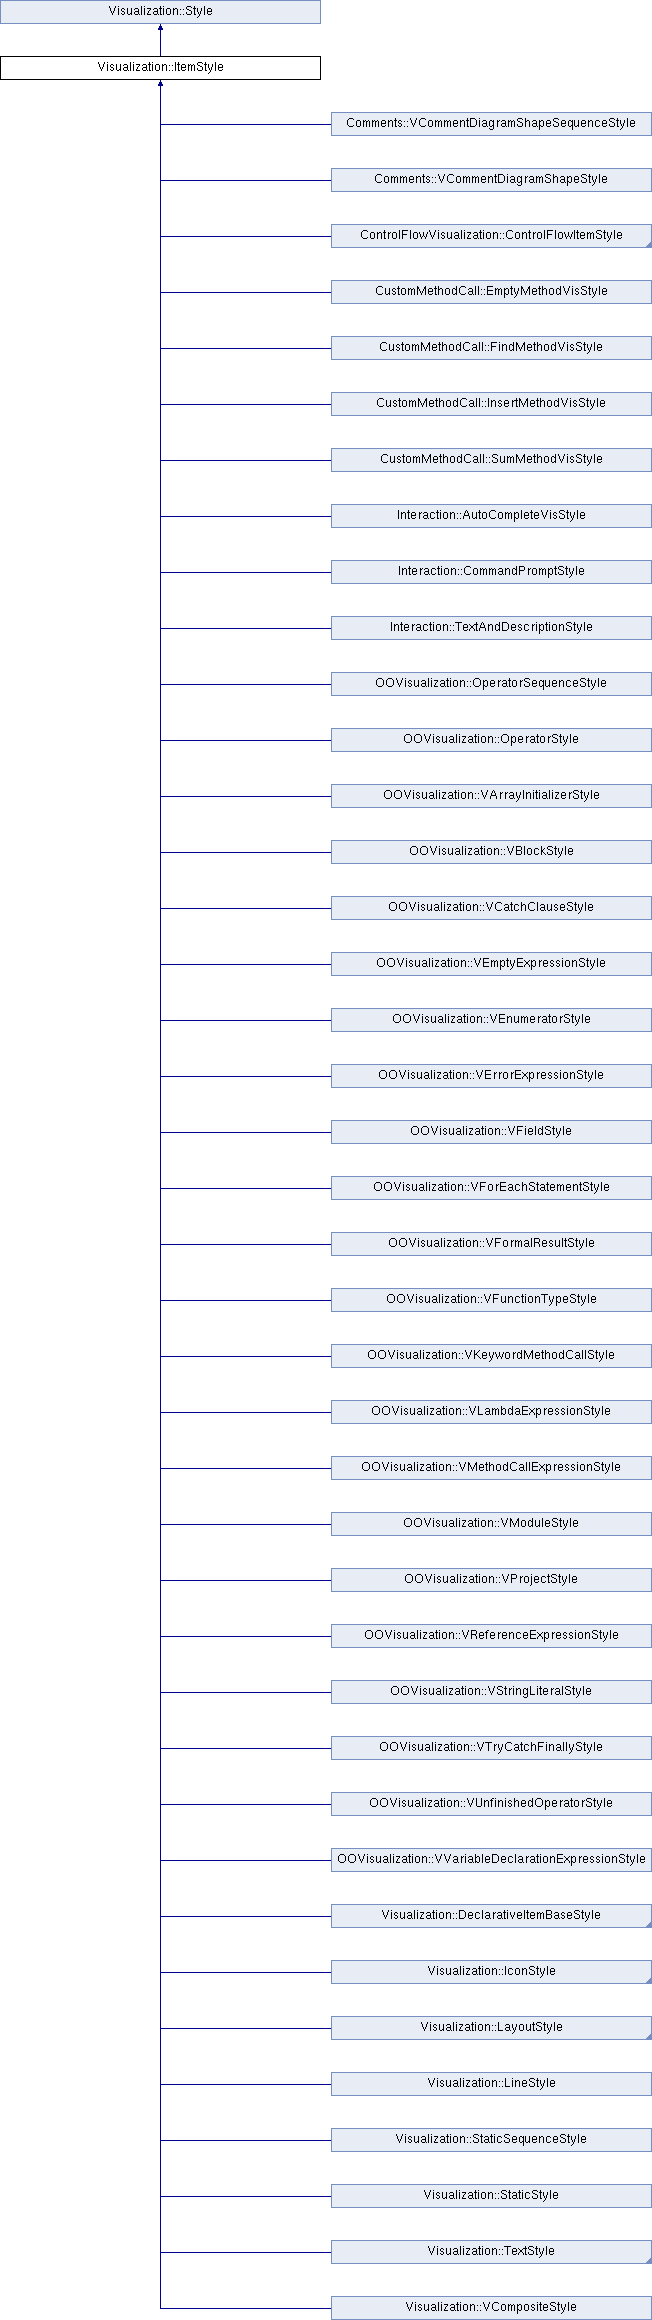 Visualization::Style
Visualization::ItemStyle
Comments::VCommentDiagramShapeSequenceStyle
Comments::VCommentDiagramShapeStyle
ControlFlowVisualization::ControlFlowItemStyle
CustomMethodCall::EmptyMethodVisStyle
CustomMethodCall::FindMethodVisStyle
CustomMethodCall::InsertMethodVisStyle
CustomMethodCall::SumMethodVisStyle
Interaction::AutoCompleteVisStyle
Interaction::CommandPromptStyle
Interaction::TextAndDescriptionStyle
OOVisualization::OperatorSequenceStyle
OOVisualization::OperatorStyle
OOVisualization::VArrayInitializerStyle
OOVisualization::VBlockStyle
OOVisualization::VCatchClauseStyle
OOVisualization::VEmptyExpressionStyle
OOVisualization::VEnumeratorStyle
OOVisualization::VErrorExpressionStyle
OOVisualization::VFieldStyle
OOVisualization::VForEachStatementStyle
OOVisualization::VFormalResultStyle
OOVisualization::VFunctionTypeStyle
OOVisualization::VKeywordMethodCallStyle
OOVisualization::VLambdaExpressionStyle
OOVisualization::VMethodCallExpressionStyle
OOVisualization::VModuleStyle
OOVisualization::VProjectStyle
OOVisualization::VReferenceExpressionStyle
OOVisualization::VStringLiteralStyle
OOVisualization::VTryCatchFinallyStyle
OOVisualization::VUnfinishedOperatorStyle
OOVisualization::VVariableDeclarationExpressionStyle
Visualization::DeclarativeItemBaseStyle
Visualization::IconStyle
Visualization::LayoutStyle
Visualization::LineStyle
Visualization::StaticSequenceStyle
Visualization::StaticStyle
Visualization::TextStyle
Visualization::VCompositeStyle